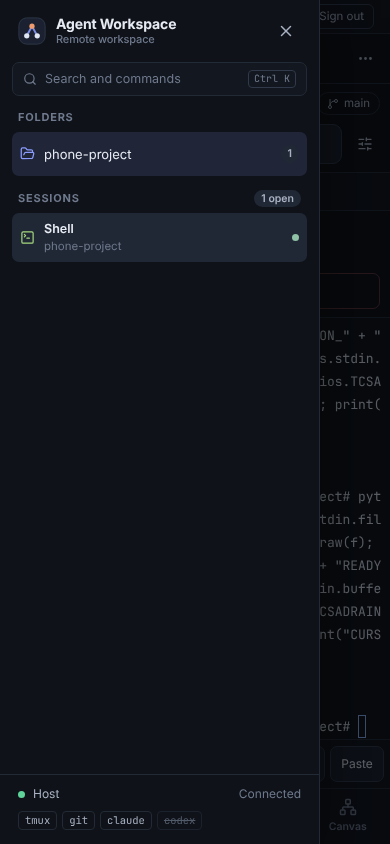 Agent Workspace
Remote workspace
Sign out
Search and commands
Ctrl K
main
FOLDERS
phone-project
1
SESSIONS
1 open
Shell
phone-project
ON_" + "
s.stdin.
ios.TCSA
; print(
ect# pyt
tdin.fil
raw(f);
+ "READY
in.buffe
CSADRAIN
nt("CURS
ect#
Paste
Host
Connected
tmux
git
claude
codex
Canvas